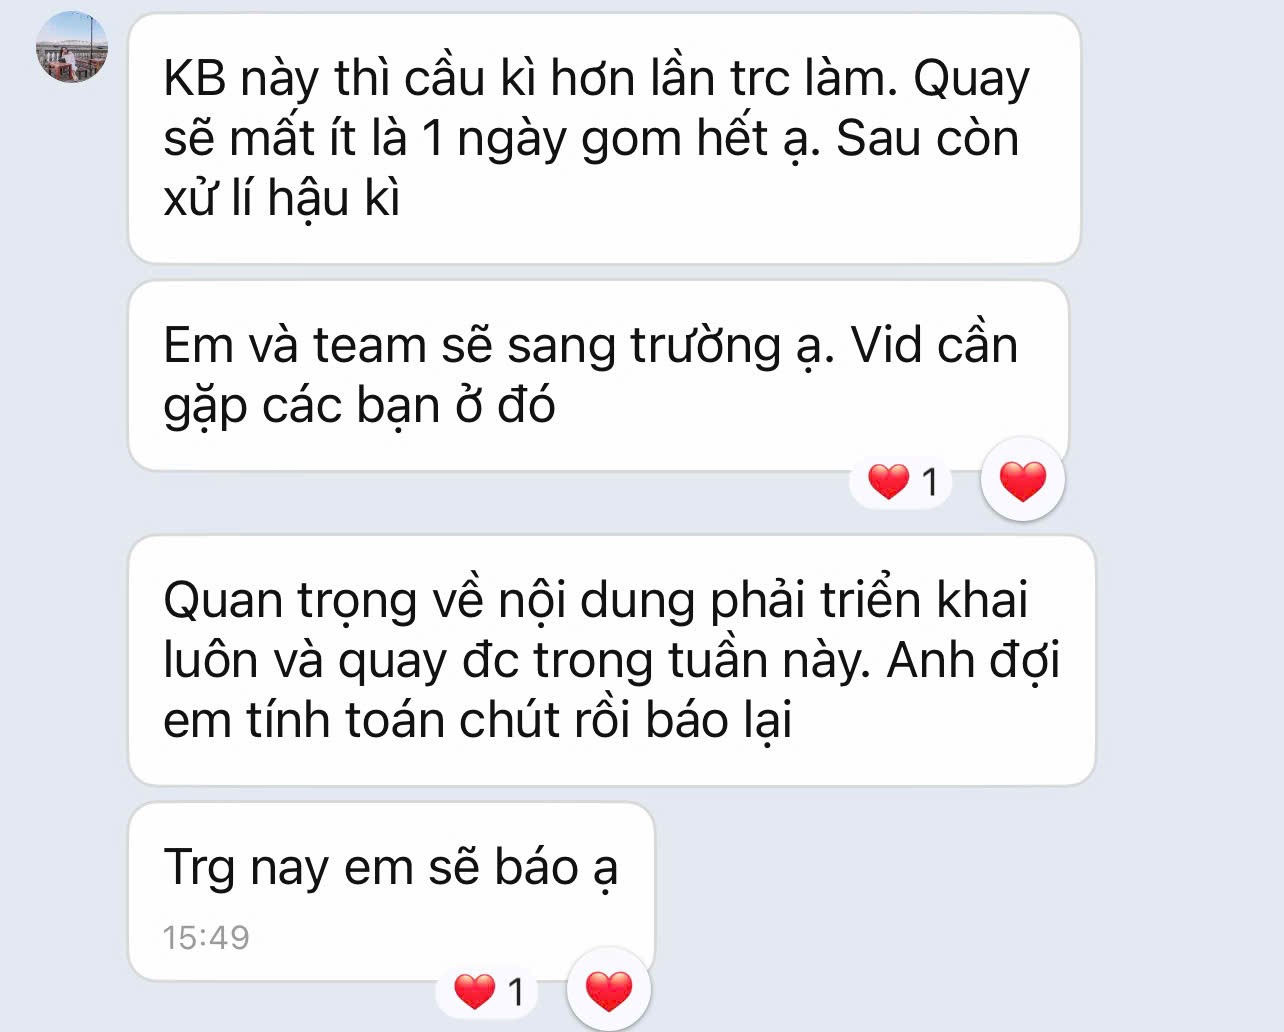 KB này thì cầu kì hơn lần trc làm. Quay
sẽ mất ít là 1 ngày gom hết ạ. Sau còn
xử lí hậu kì
Em và team sẽ sang trường ạ. Vid cần
gặp các bạn ở đó
1
Quan trọng về nội dung phải triển khai
luôn và quay đc trong tuần này. Anh đợi
em tính toán chút rồi báo lại
Trg nay em sẽ báo ạ
15:49
1